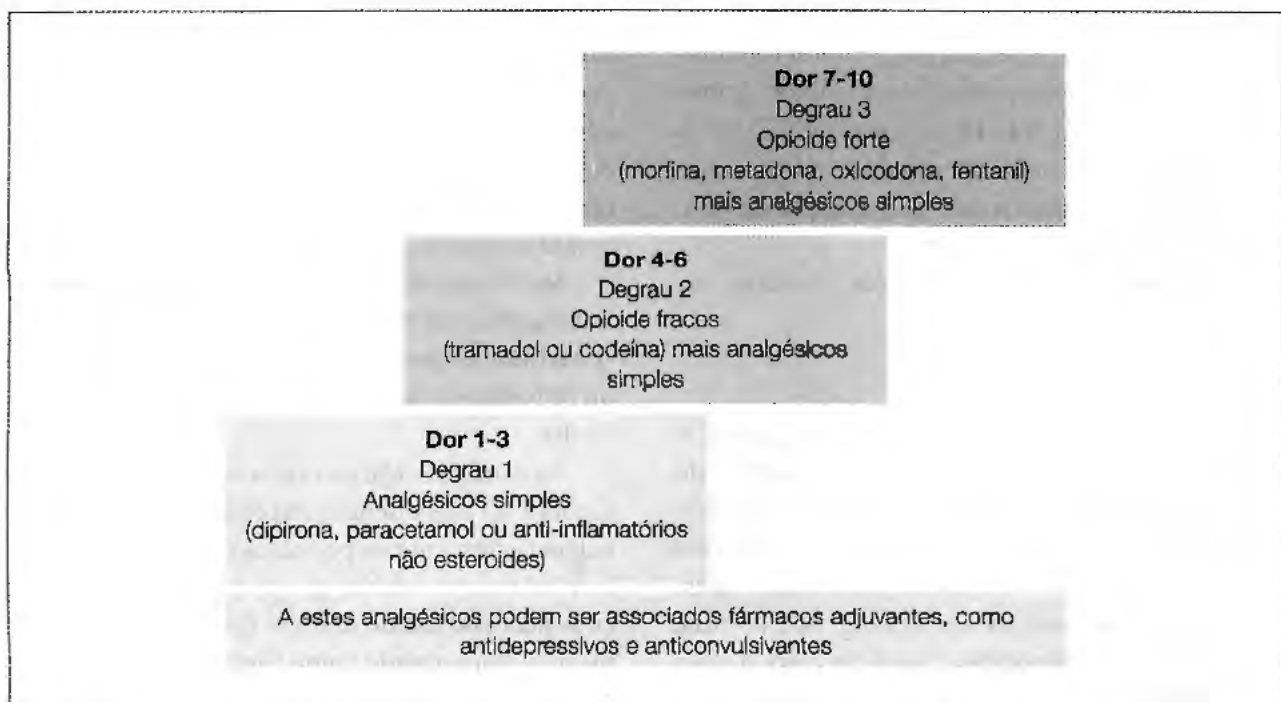 Dor 7-10
Degrau 3
Opioide forte
(morfina, metadona, oxicodona, fentanil)
mais analgésicos simples
Dor 4-6
Degrau 2
Opioide fracos
(tramadol ou codeína) mais analgésicos
simples
Dor 1-3
Degrau 1
Analgésicos simples
(dipirona, paracetamol ou anti-inflamatórios
não esteroides)
A estes analgésicos podem ser associados fármacos adjuvantes, como
antidepressivos e anticonvulsivantes